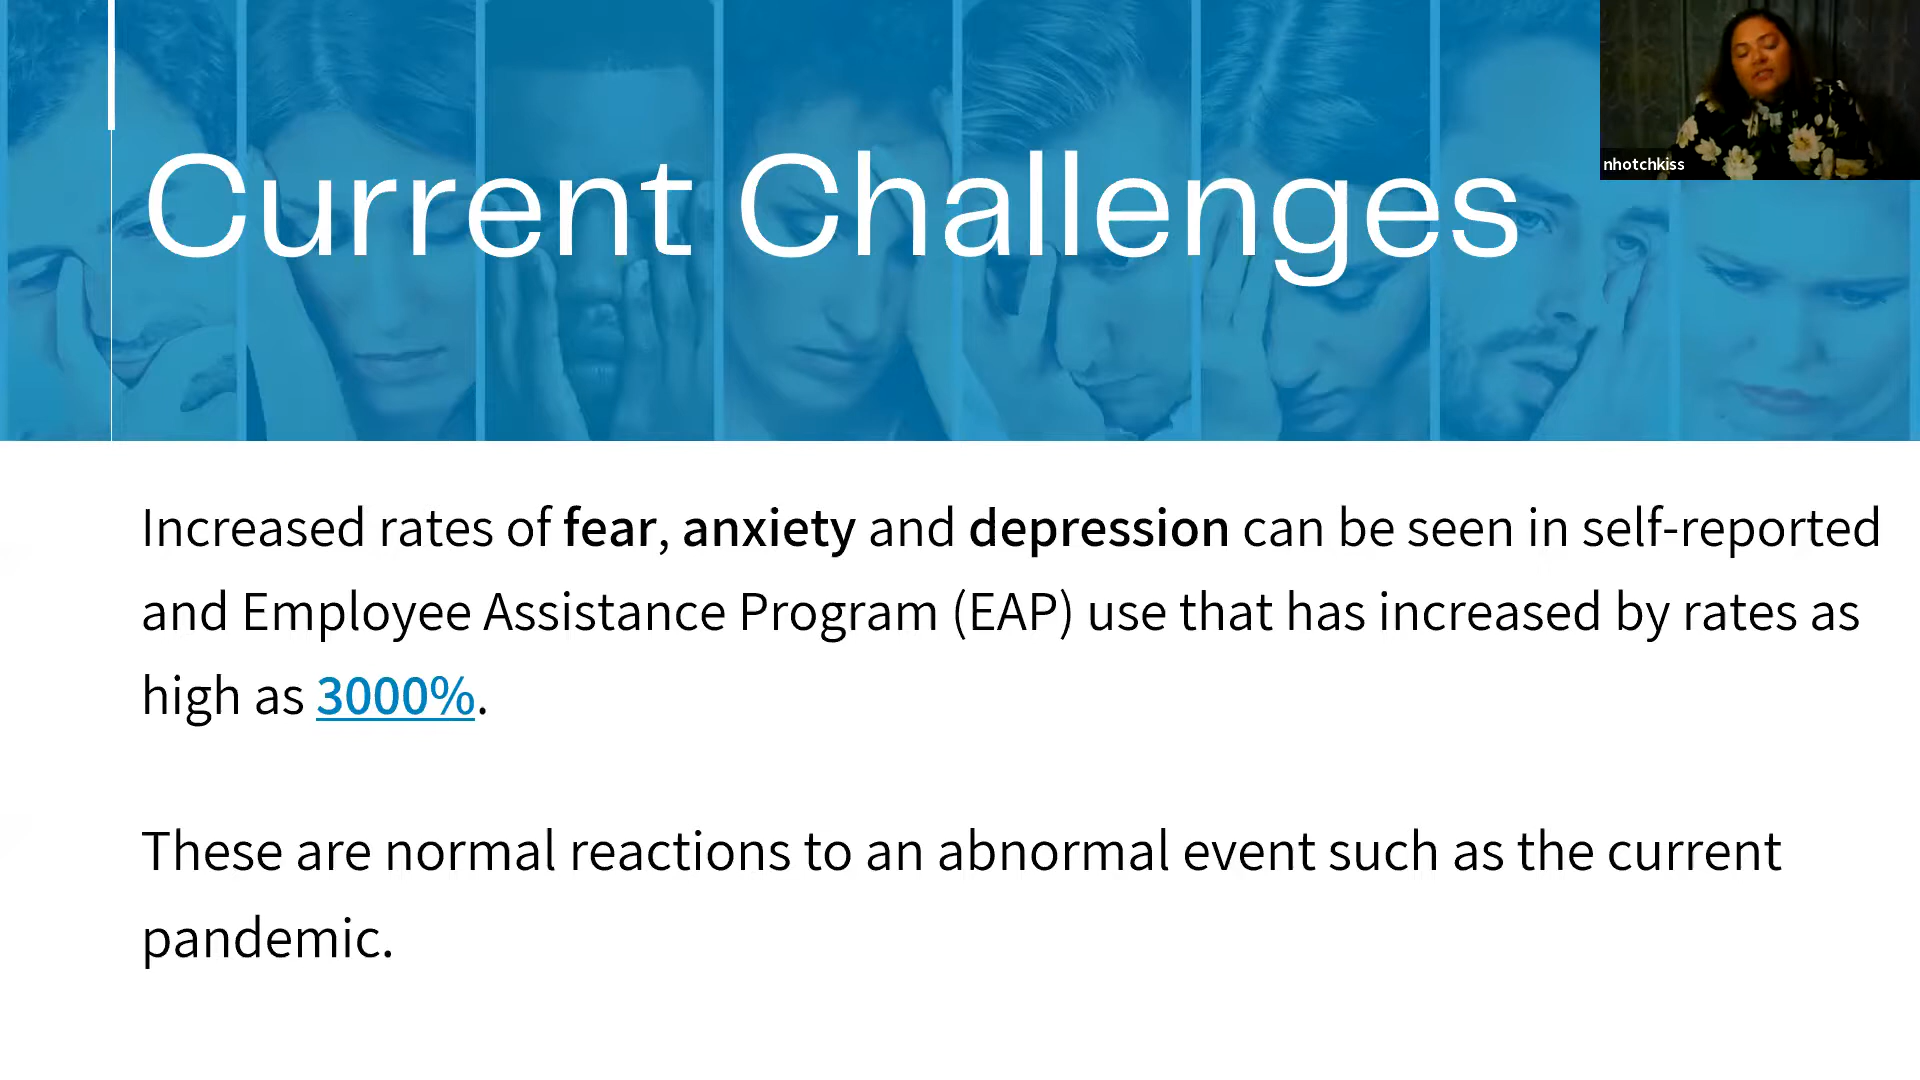 Current Challenges
nhotchkiss
Increased rates of fear, anxiety and depression can be seen in self-reported
and Employee Assistance Program (EAP) use that has increased by rates as
high as 3000%.
These are normal reactions to an abnormal event such as the current
pandemic.